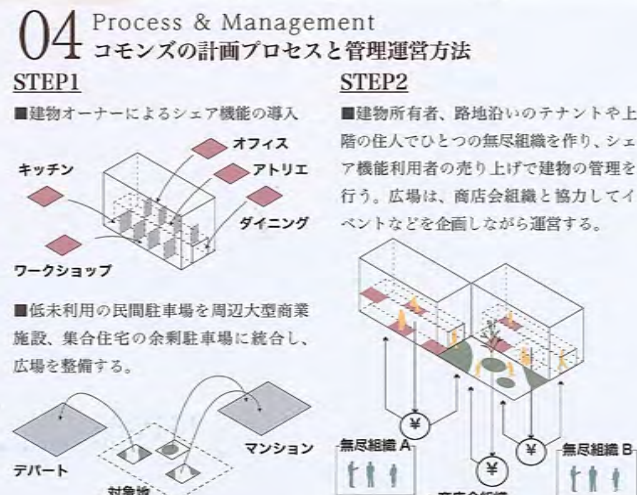 04 Process & Management
コモンズの計画プロセスと管理運営方法
STEP1
■建物オーナーによるシェア機能の導入
オフィス
キッチン
アトリエ
ダイニング
ワークショップ
■低未利用の民間駐車場を周辺大型商業
施設、集合住宅の余剰駐車場に統合し、
広場を整備する。
マンション
デパート
対象地
STEP2
■建物所有者、路地沿いのテナントや上
階の住人でひとつの無尽組織を作り、シェ
ア機能利用者の売り上げで建物の管理を
行う。広場は、商店会組織と協力してイ
ベントなどを企画しながら運営する。
¥
¥
¥
無尽組織 A
無尽組織 B
商店会組織